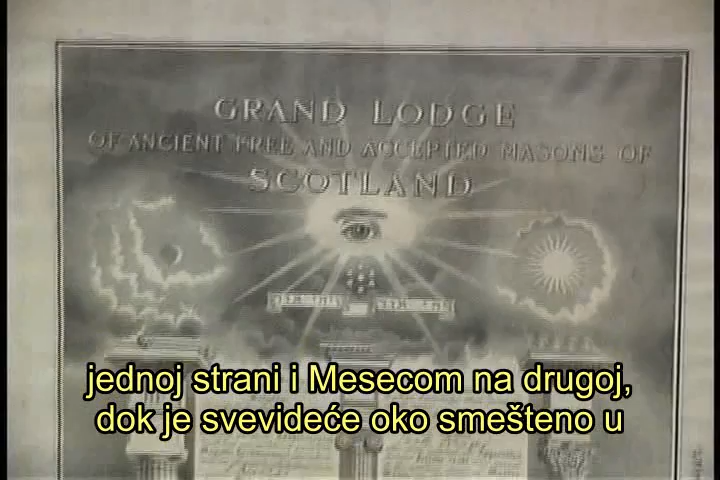 GRAND LODGE
OF ANCIENT FREE AND ACCEPTED MASONS OF
SCOTLAND
jednoj strani i Mesecom na drugoj,
dok je svevideće oko smešteno u